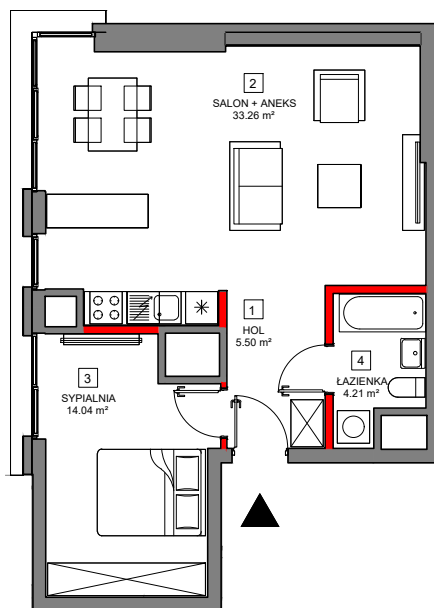 2
SALON + ANEKS
33.26 m²
1
HOL
5.50 m²
3
SYPIALNIA
14.04 m²
4
ŁAZIENKA
4.21 m²